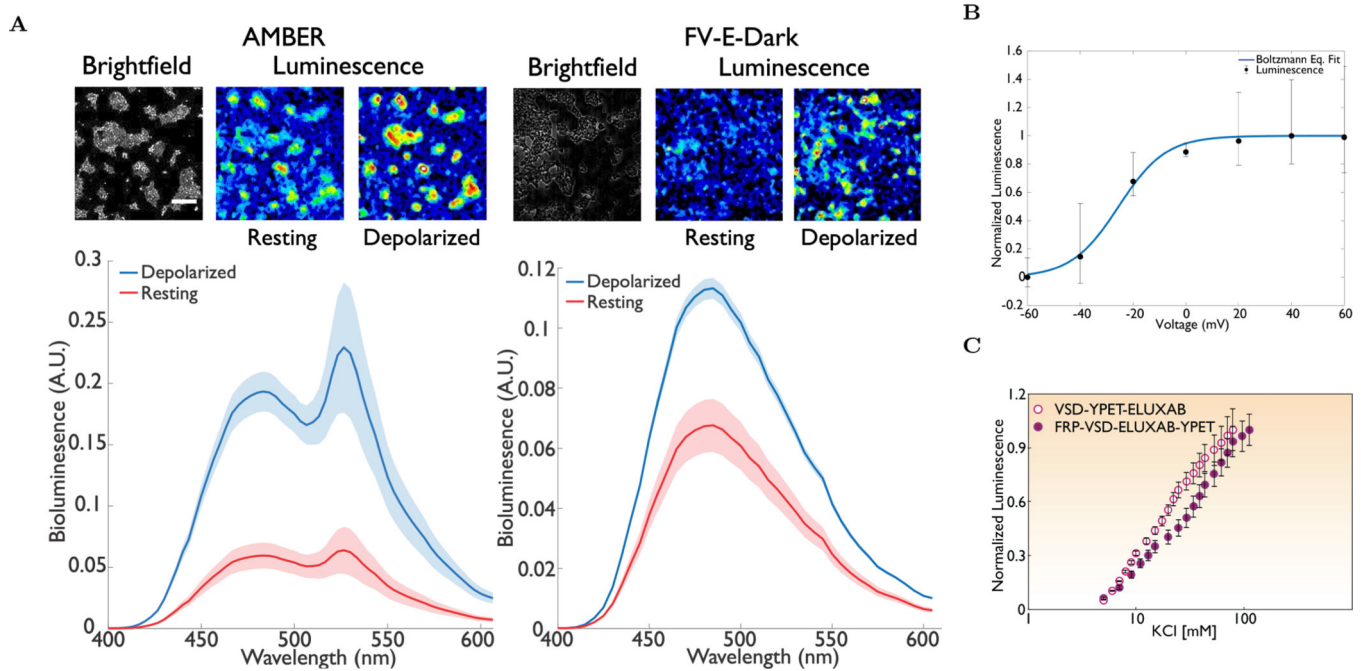 A
AMBER
Brightfield
Luminescence
Resting
Depolarized
FV-E-Dark
Brightfield
Luminescence
Resting
Depolarized
0.3
0.25
0.2
0.15
0.1
0.05
0
Bioluminesence (A.U.)
Depolarized
Resting
400 450 500 550 600
Wavelength (nm)
0.12
0.1
0.08
0.06
0.04
0.02
0
Bioluminesence (A.U.)
Depolarized
Resting
400 450 500 550 600
Wavelength (nm)
B
1.6
1.4
1.2
1.0
0.8
0.6
0.4
0.2
0
-0.2
Normalized Luminescence
Boltzmann Eq. Fit
Luminescence
-60 -40 -20 0 20 40 60
Voltage (mV)
C
1.2
0.9
0.6
0.3
0
Normalized Luminescence
VSD-YPET-ELUXAB
FRP-VSD-ELUXAB-YPET
1 10 100
KCl [mM]